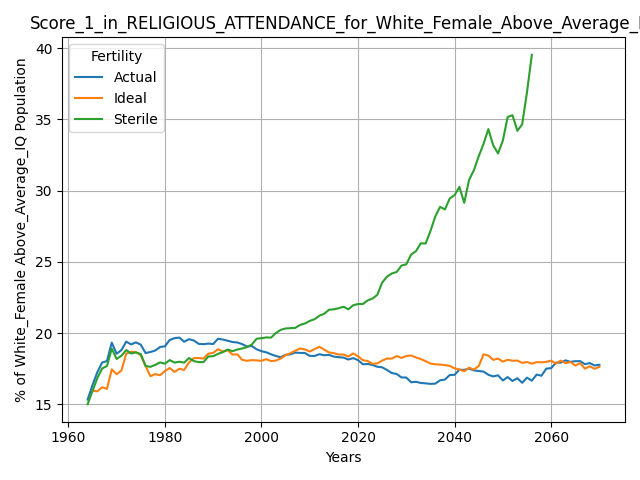 Score_1_in_RELIGIOUS_ATTENDANCE_for_White_Female_Above_Average_
Fertility
Actual
Ideal
Sterile
% of White_Female Above_Average_IQ Population
40
35
30
25
20
15
1960
1980
2000
2020
2040
2060
Years